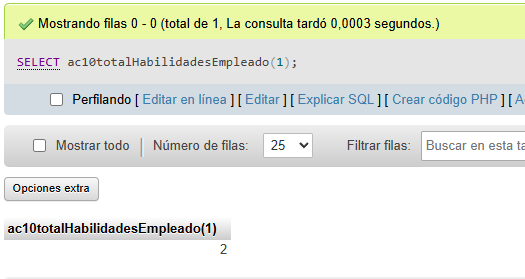 Mostrando filas 0 - 0 (total de 1, La consulta tardó 0,0003 segundos.)
SELECT ac10totalHabilidadesEmpleado(1);
Perfilando [ Editar en línea ] [ Editar ] [ Explicar SQL ] [ Crear código PHP ] [ A
Mostrar todo | Número de filas: 25 Filtrar filas: Buscar en esta ta
Opciones extra
ac10totalHabilidadesEmpleado(1)
2